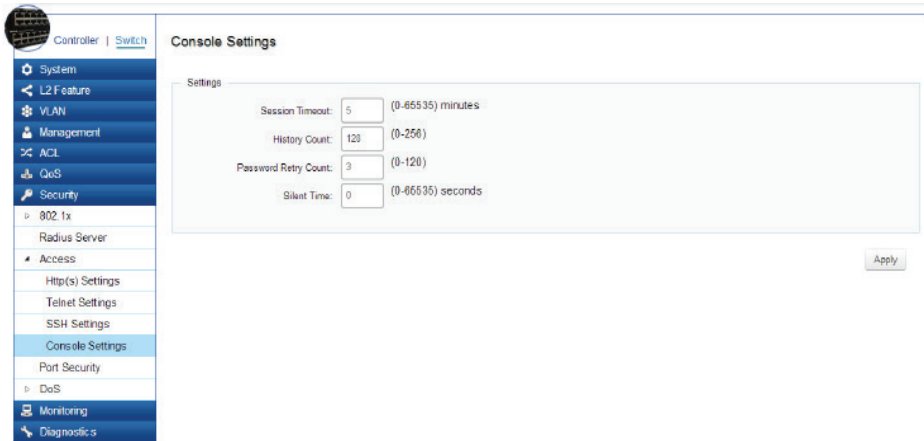 Controller | Switch
Console Settings
System
L2 Feature
VLAN
Management
ACL
QoS
Security
802.1x
Radius Server
Access
Http(s) Settings
Telnet Settings
SSH Settings
Console Settings
Port Security
DoS
Monitoring
Diagnostics
Settings
Session Timeout: 5 (0-65535) minutes
History Count: 128 (0-256)
Password Retry Count: 3 (0-120)
Silent Time: 0 (0-65535) seconds
Apply